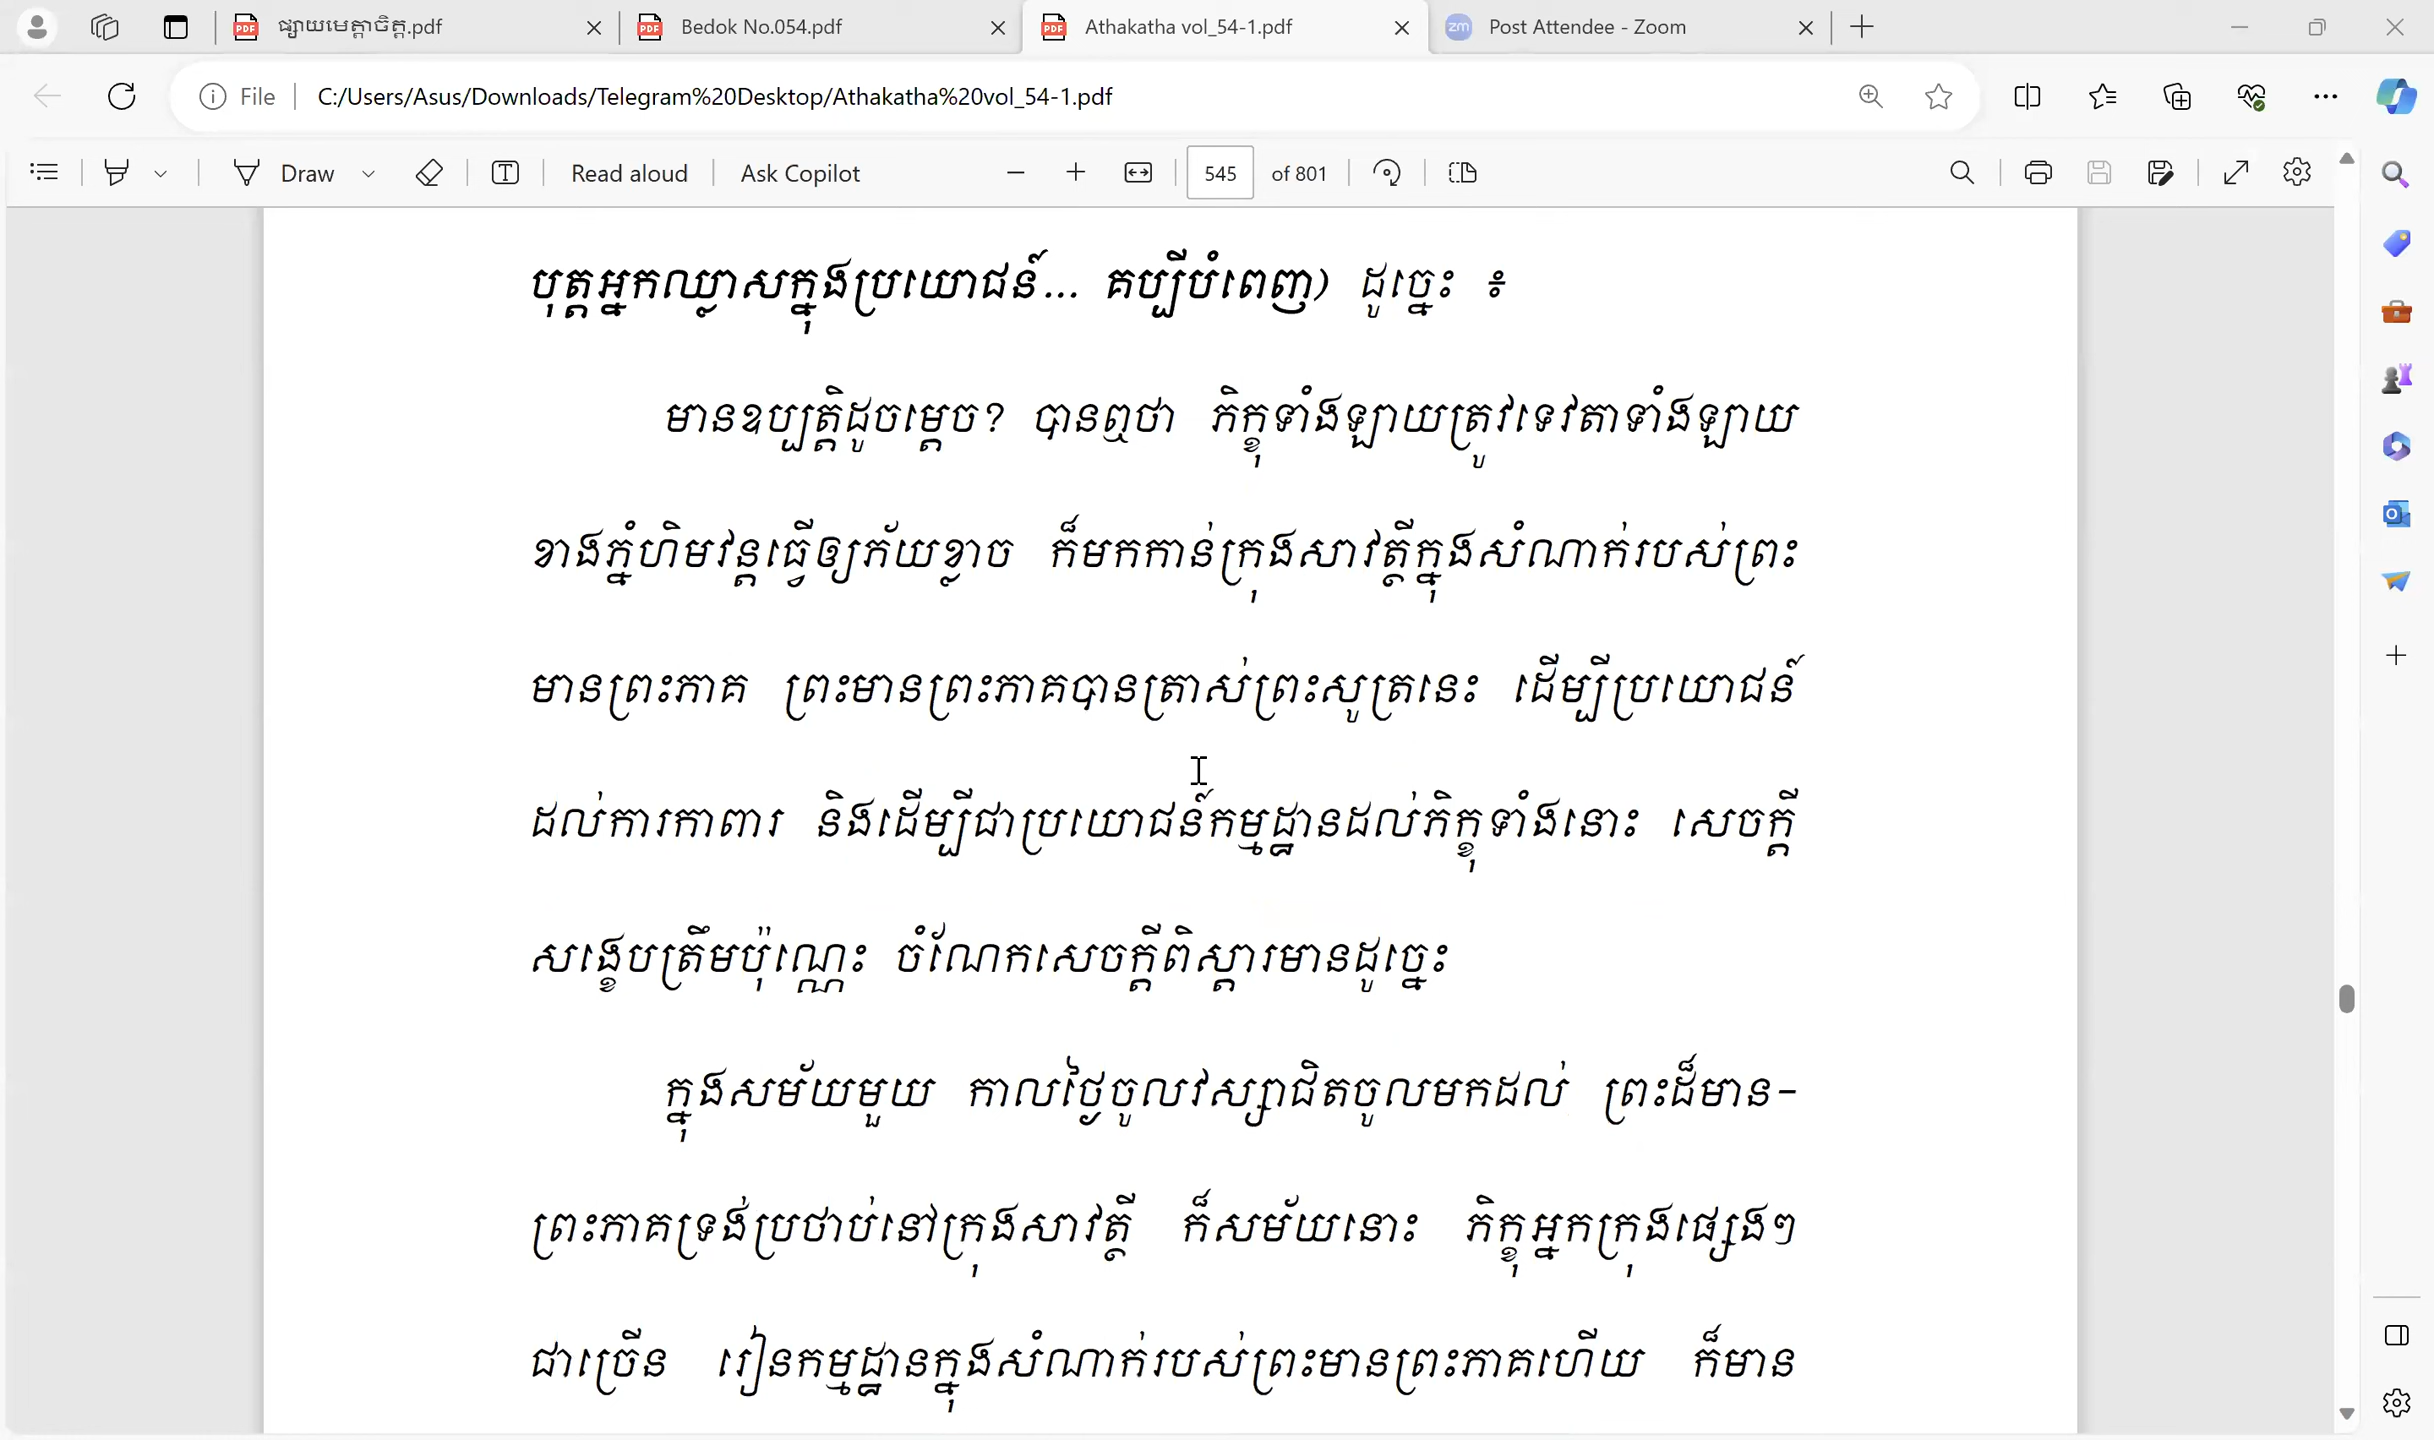 ផ្សាយមេត្តាចិត្ត.pdf
Bedok No.054.pdf
Athakatha vol_54-1.pdf
zm Post Attendee - Zoom
File C:/Users/Asus/Downloads/Telegram%20Desktop/Athakatha%20vol_54-1.pdf
Draw Read aloud Ask Copilot 545 of 801
បុត្តអ្នកឈ្លាសក្នុងប្រយោជន៍... គប្បីបំពេញ) ដូច្នេះ ៖
មានឧប្បត្តិដូចម្ដេច? បានឮថា ភិក្ខុទាំងឡាយត្រូវទេវតាទាំងឡាយ
ខាងភ្នំហិមវន្តធ្វើឲ្យភ័យខ្លាច ក៏មកកាន់ក្រុងសាវត្ថីក្នុងសំណាក់របស់ព្រះ
មានព្រះភាគ ព្រះមានព្រះភាគបានត្រាស់ព្រះសូត្រនេះ ដើម្បីប្រយោជន៍
ដល់ការកាពារ និងដើម្បីជាប្រយោជន៍កម្មដ្ឋានដល់ភិក្ខុទាំងនោះ សេចក្ដី
សង្ខេបត្រឹមប៉ុណ្ណេះ ចំណែកសេចក្ដីពិស្ដារមានដូច្នេះ
ក្នុងសម័យមួយ កាលថ្ងៃចូលវស្សាជិតចូលមកដល់ ព្រះដ៏មាន-
ព្រះភាគទ្រង់ប្រថាប់នៅក្រុងសាវត្ថី ក៏សម័យនោះ ភិក្ខុអ្នកក្រុងផ្សេងៗ
ជាច្រើន រៀនកម្មដ្ឋានក្នុងសំណាក់របស់ព្រះមានព្រះភាគហើយ ក៏មាន